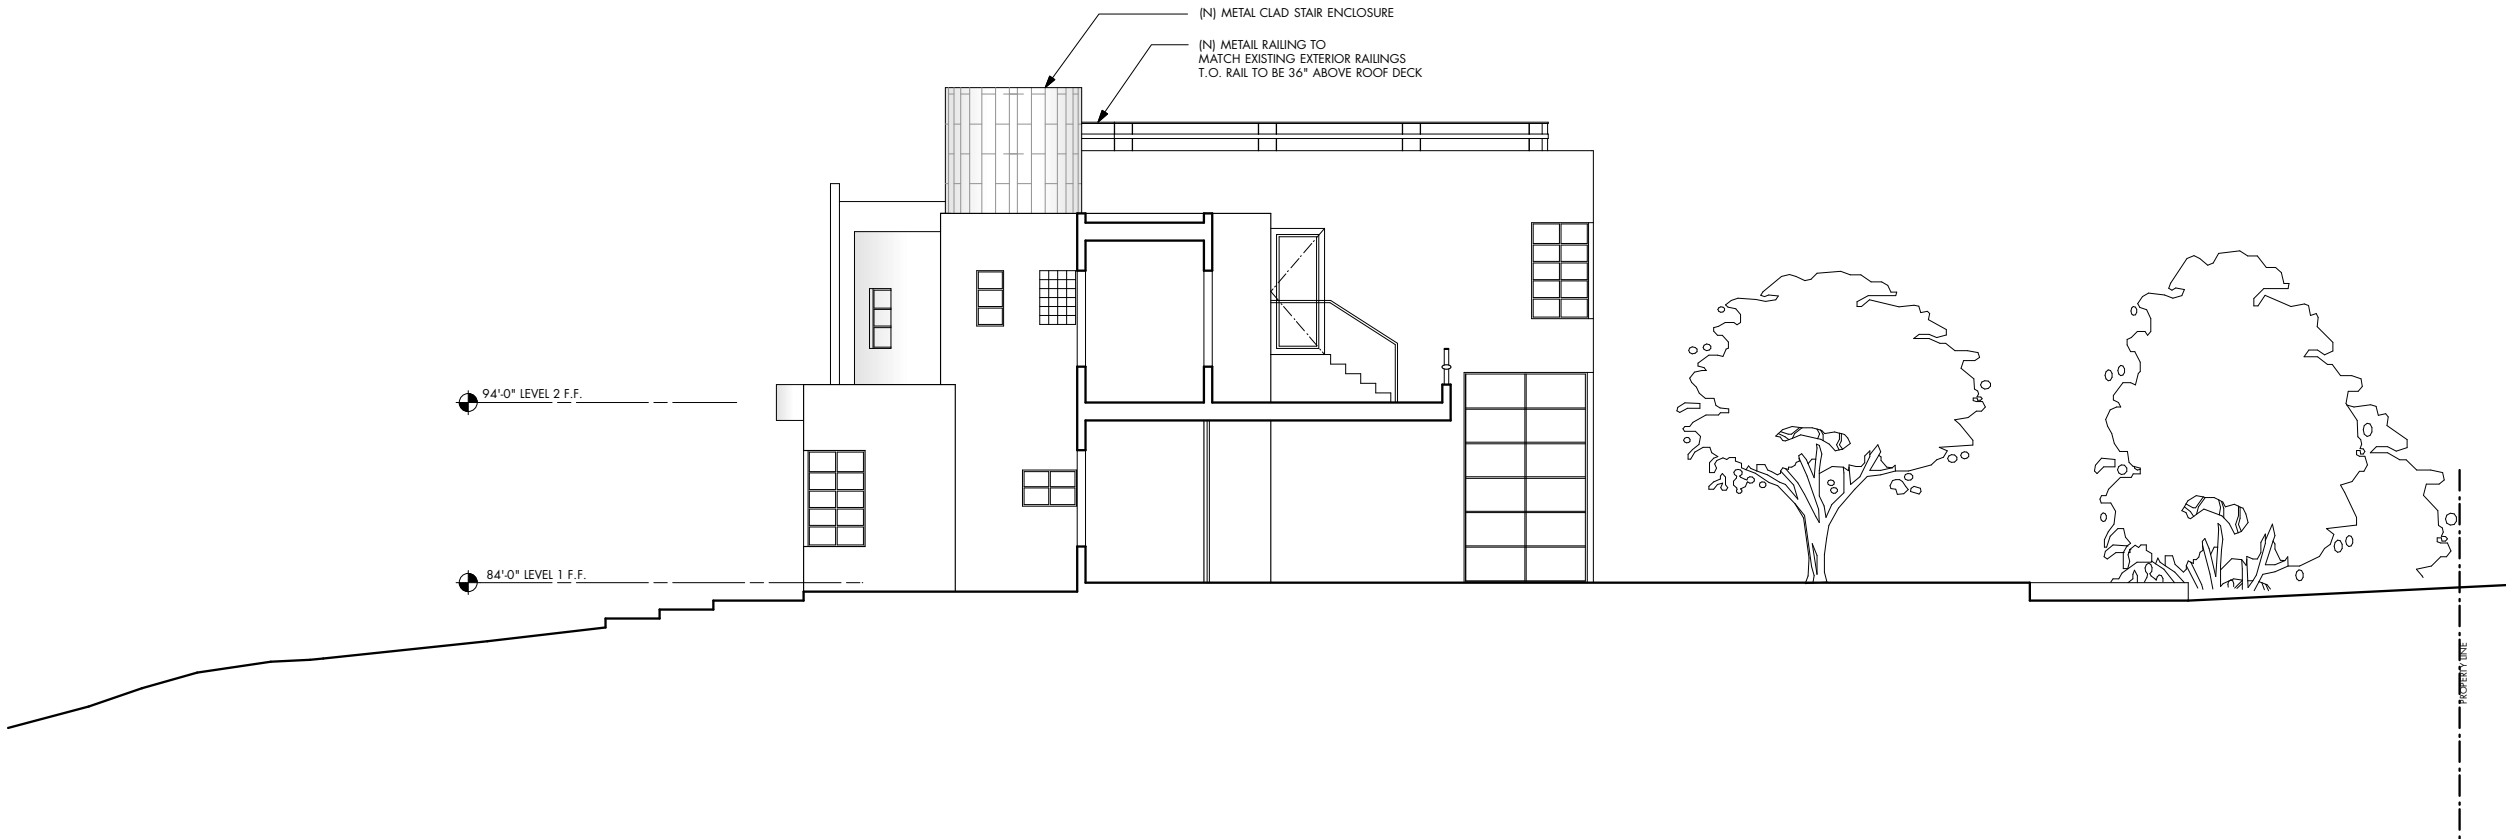 (N) METAL CLAD STAIR ENCLOSURE
(N) METAIL RAILING TO
MATCH EXISTING EXTERIOR RAILINGS
T.O. RAIL TO BE 36" ABOVE ROOF DECK
94'-0" LEVEL 2 F.F.
84'-0" LEVEL 1 F.F.
PROPERTY LINE